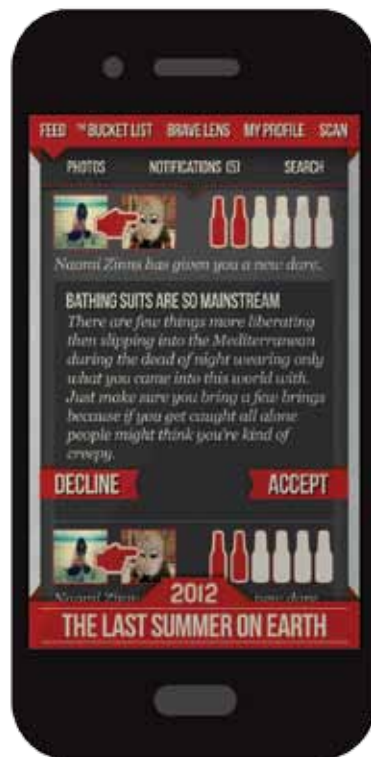 FEED THE BUCKET LIST BRAVE LENS MY PROFILE SCAN
PHOTOS NOTIFICATIONS (5) SEARCH
Naomi Zinns has given you a new dare.
BATHING SUITS ARE SO MAINSTREAM
There are few things more liberating
then slipping into the Mediterranean
during the dead of night wearing only
what you came into this world with.
Just make sure you bring a few brings
because if you get caught all alone
people might think you're kind of
creepy.
DECLINE ACCEPT
Naomi new dare.
2012
THE LAST SUMMER ON EARTH